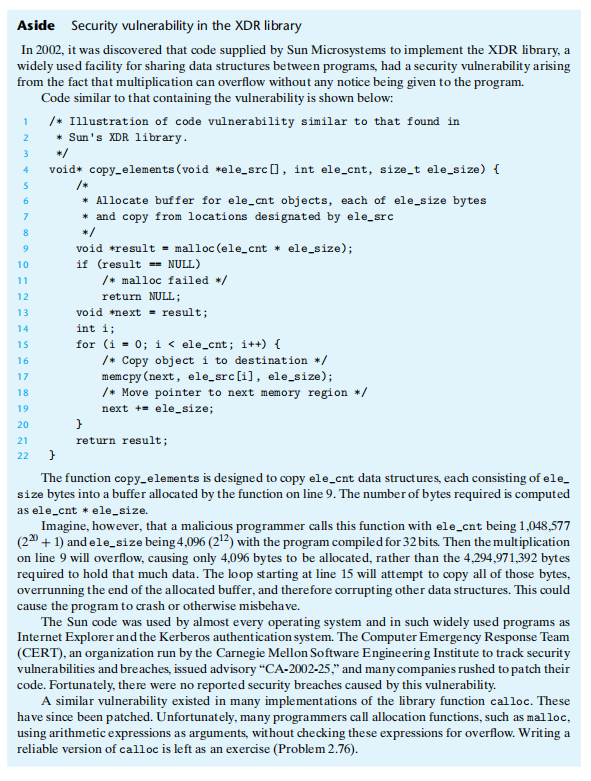 Aside Security vulnerability in the XDR library
In 2002, it was discovered that code supplied by Sun Microsystems to implement the XDR library, a
widely used facility for sharing data structures between programs, had a security vulnerability arising
from the fact that multiplication can overflow without any notice being given to the program.
Code similar to that containing the vulnerability is shown below:
1 /* Illustration of code vulnerability similar to that found in
2 * Sun's XDR library.
3 */
4 void* copy_elements(void *ele_src[], int ele_cnt, size_t ele_size) {
5 /*
6 * Allocate buffer for ele_cnt objects, each of ele_size bytes
7 * and copy from locations designated by ele_src
8 */
9 void *result = malloc(ele_cnt * ele_size);
10 if (result == NULL)
11 /* malloc failed */
12 return NULL;
13 void *next = result;
14 int i;
15 for (i = 0; i < ele_cnt; i++) {
16 /* Copy object i to destination */
17 memcpy(next, ele_src[i], ele_size);
18 /* Move pointer to next memory region */
19 next += ele_size;
20 }
21 return result;
22 }
The function copy_elements is designed to copy ele_cnt data structures, each consisting of ele_
size bytes into a buffer allocated by the function on line 9. The number of bytes required is computed
as ele_cnt * ele_size.
Imagine, however, that a malicious programmer calls this function with ele_cnt being 1,048,577
(2²⁰ + 1) and ele_size being 4,096 (2¹²) with the program compiled for 32 bits. Then the multiplication
on line 9 will overflow, causing only 4,096 bytes to be allocated, rather than the 4,294,971,392 bytes
required to hold that much data. The loop starting at line 15 will attempt to copy all of those bytes,
overrunning the end of the allocated buffer, and therefore corrupting other data structures. This could
cause the program to crash or otherwise misbehave.
The Sun code was used by almost every operating system and in such widely used programs as
Internet Explorer and the Kerberos authentication system. The Computer Emergency Response Team
(CERT), an organization run by the Carnegie Mellon Software Engineering Institute to track security
vulnerabilities and breaches, issued advisory “CA-2002-25,” and many companies rushed to patch their
code. Fortunately, there were no reported security breaches caused by this vulnerability.
A similar vulnerability existed in many implementations of the library function calloc. These
have since been patched. Unfortunately, many programmers call allocation functions, such as malloc,
using arithmetic expressions as arguments, without checking these expressions for overflow. Writing a
reliable version of calloc is left as an exercise (Problem 2.76).